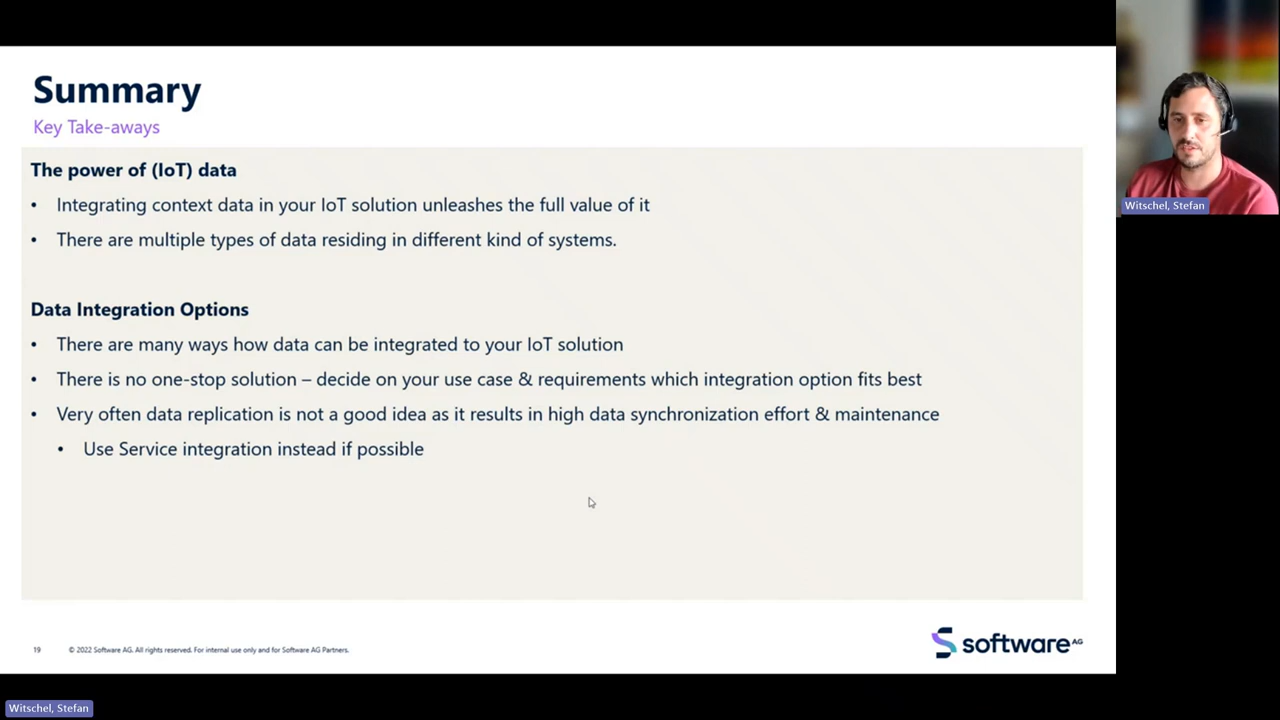 Summary
Key Take-aways
The power of (IoT) data
• Integrating context data in your IoT solution unleashes the full value of it
• There are multiple types of data residing in different kind of systems.
Data Integration Options
• There are many ways how data can be integrated to your IoT solution
• There is no one-stop solution – decide on your use case & requirements which integration option fits best
• Very often data replication is not a good idea as it results in high data synchronization effort & maintenance
• Use Service integration instead if possible
19 © 2022 Software AG. All rights reserved. For internal use only and for Software AG Partners.
software AG
Witschel, Stefan
Witschel, Stefan